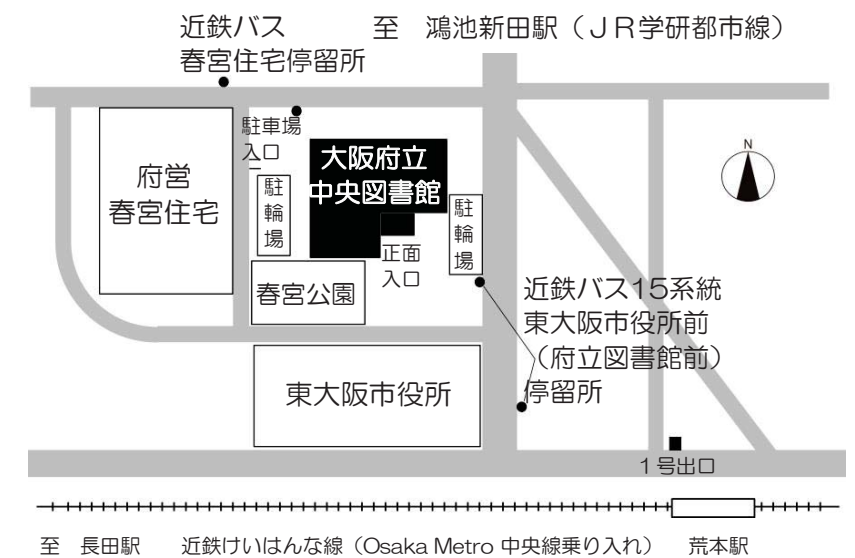 近鉄バス
春宮住宅停留所
至 鴻池新田駅（ＪＲ学研都市線）
駐車場
入口
大阪府立
中央図書館
府営
春宮住宅
駐輪場
駐輪場
正面
入口
N
春宮公園
近鉄バス15系統
東大阪市役所前
（府立図書館前）
停留所
東大阪市役所
１号出口
至 長田駅 近鉄けいはんな線（Osaka Metro 中央線乗り入れ） 荒本駅